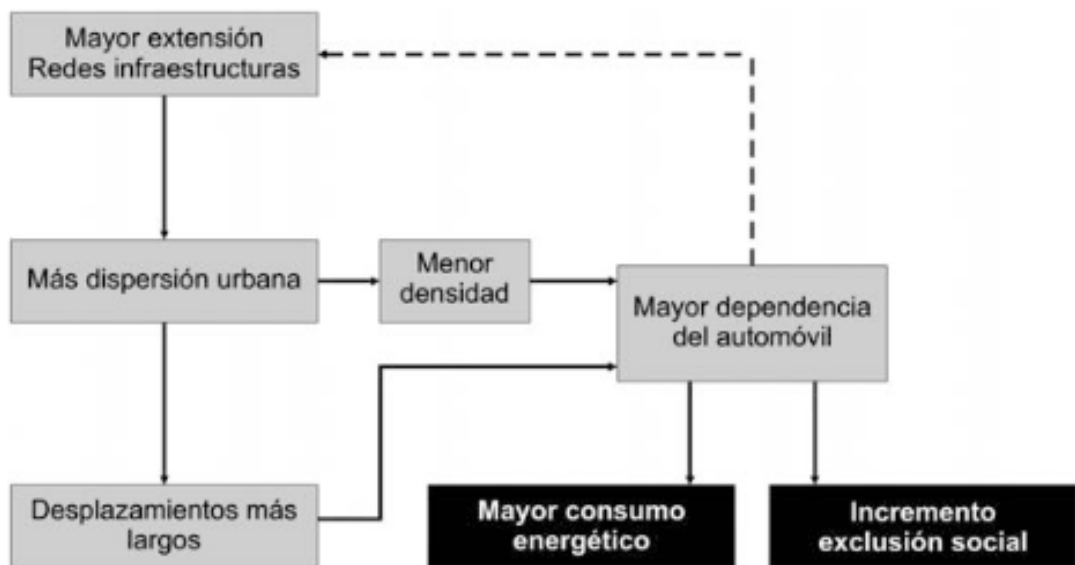 Mayor extensión
Redes infraestructuras
Más dispersión urbana
Menor
densidad
Mayor dependencia
del automóvil
Desplazamientos más
largos
Mayor consumo
energético
Incremento
exclusión social